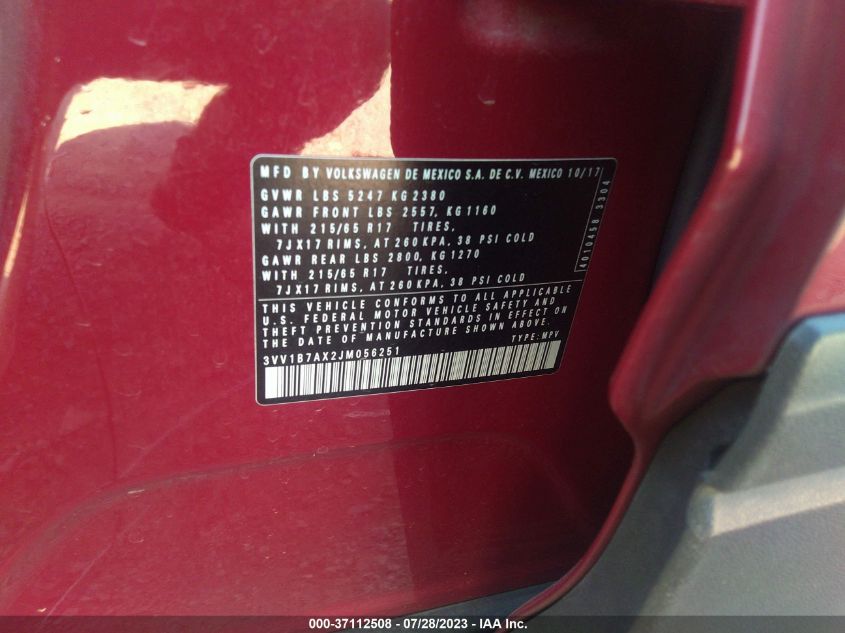 MFD BY VOLKSWAGEN DE MEXICO S.A. DE C.V. MEXICO 10/17
GVWR LBS 5247 KG 2380
GAWR FRONT LBS 2557, KG 1160
WITH 215/65 R17 TIRES,
7JX17 RIMS, AT 260 KPA, 38 PSI COLD
GAWR REAR LBS 2800, KG 1270
WITH 215/65 R17 TIRES,
7JX17 RIMS, AT 260 KPA, 38 PSI COLD
THIS VEHICLE CONFORMS TO ALL APPLICABLE
U.S. FEDERAL MOTOR VEHICLE SAFETY AND
THEFT PREVENTION STANDARDS IN EFFECT ON
THE DATE OF MANUFACTURE SHOWN ABOVE.
3VV1B7AX2JM056251 TYPE: MPV
4010458 3304
000-37112508 | 07/28/2023 | IAA Inc.